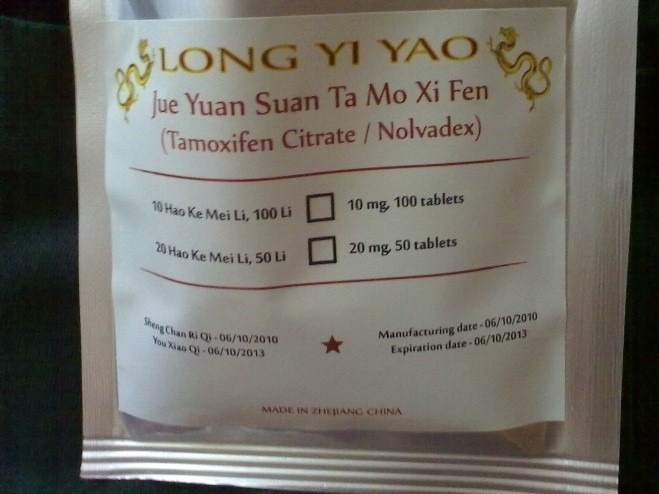 LONG YI YAO
Jue Yuan Suan Ta Mo Xi Fen
(Tamoxifen Citrate / Nolvadex)
10 Hao Ke Mei Li, 100 Li
10 mg, 100 tablets
20 Hao Ke Mei Li, 50 Li
20 mg, 50 tablets
Sheng Chan Ri Qi - 06/10/2010
You Xiao Qi - 06/10/2013
Manufacturing date - 06/10/2010
Expiration date - 06/10/2013
MADE IN ZHEJIANG CHINA